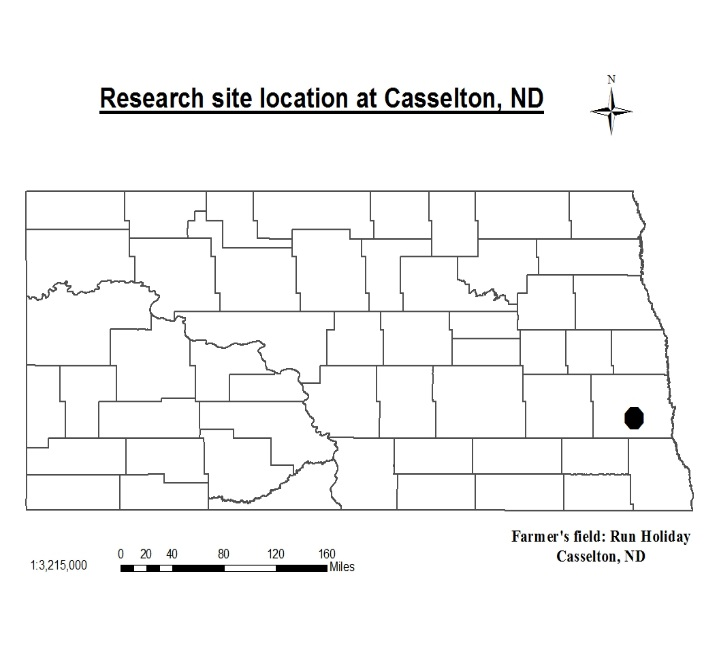 N
Research site location at Casselton, ND
Farmer's field: Run Holiday
Casselton, ND
1:3,215,000
0 20 40 80 120 160
Miles